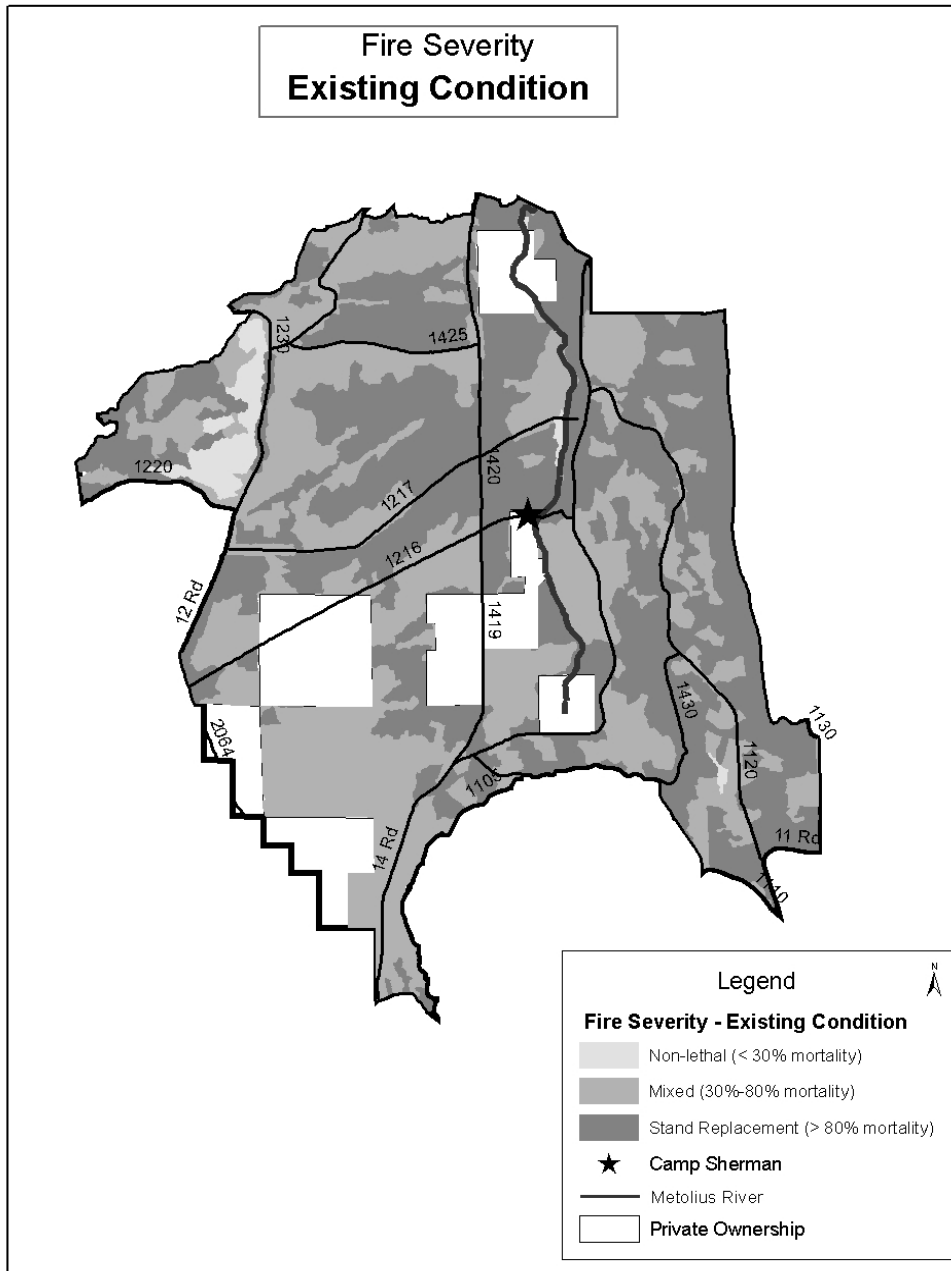 Fire Severity
Existing Condition
1230
1425
1220
1420
1217
1216
12 Rd
1419
2064
1430
1130
1120
1105
14 Rd
11 Rd
1110
Legend
N
Fire Severity - Existing Condition
Non-lethal (< 30% mortality)
Mixed (30%-80% mortality)
Stand Replacement (> 80% mortality)
Camp Sherman
Metolius River
Private Ownership